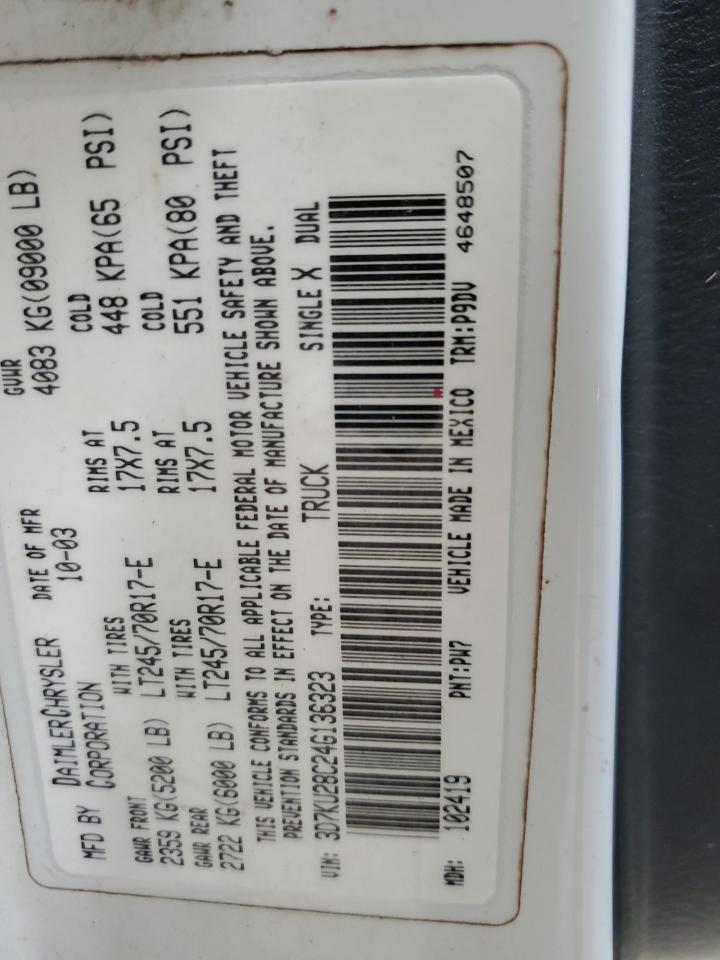 MFD BY DAIMLERCHRYSLER CORPORATION DATE OF MFR 10-03 GVWR 4083 KG(09000 LB)
GAWR FRONT WITH TIRES RIMS AT COLD
2359 KG(5200 LB) LT245/70R17-E 17X7.5 448 KPA(65 PSI)
GAWR REAR WITH TIRES RIMS AT COLD
2722 KG(6000 LB) LT245/70R17-E 17X7.5 551 KPA(80 PSI)
THIS VEHICLE CONFORMS TO ALL APPLICABLE FEDERAL MOTOR VEHICLE SAFETY AND THEFT
PREVENTION STANDARDS IN EFFECT ON THE DATE OF MANUFACTURE SHOWN ABOVE.
VIN: 3D7KU28C24G136323 TYPE: TRUCK SINGLE X DUAL
MDH: 102419 PNT:PW7 VEHICLE MADE IN MEXICO TRM:P9DV 4648507